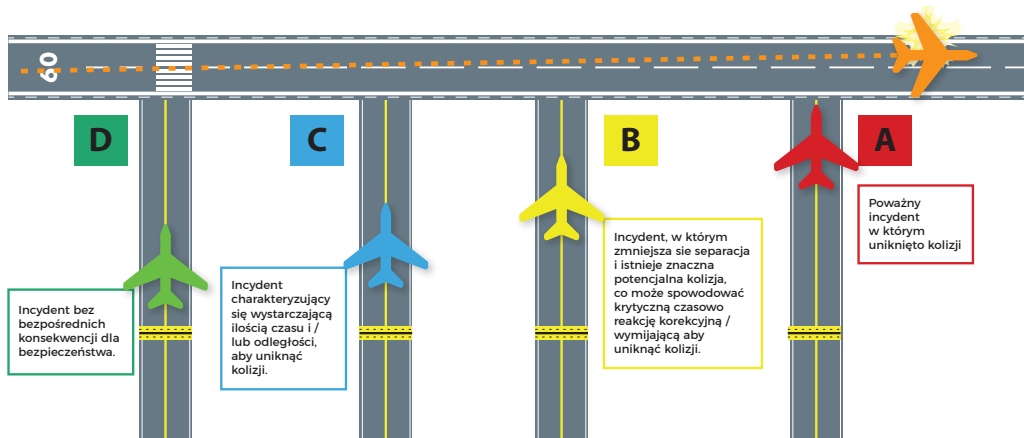 60
D
C
B
A
Incydent bez
bezpośrednich
konsekwencji dla
bezpieczeństwa.
Incydent
charakteryzujący
się wystarczającą
ilością czasu i /
lub odległości,
aby uniknąć
kolizji.
Incydent, w którym
zmniejsza sie separacja
i istnieje znaczna
potencjalna kolizja,
co może spowodować
krytyczną czasowo
reakcję korekcyjną /
wymijającą aby
uniknąć kolizji.
Poważny
incydent
w którym
uniknięto kolizji